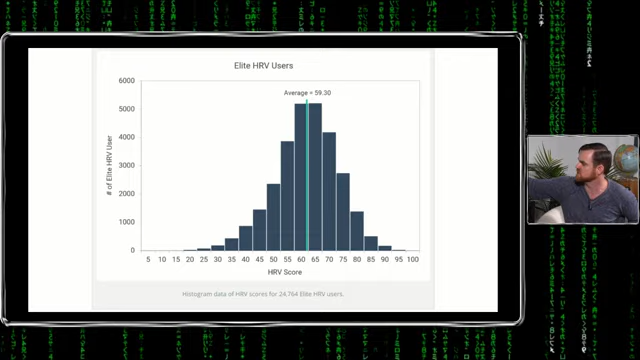 Elite HRV Users
Average = 59.30
# of Elite HRV User
6000
5000
4000
3000
2000
1000
0
5 10 15 20 25 30 35 40 45 50 55 60 65 70 75 80 85 90 95 100
HRV Score
Histogram data of HRV scores for 24,764 Elite HRV users.